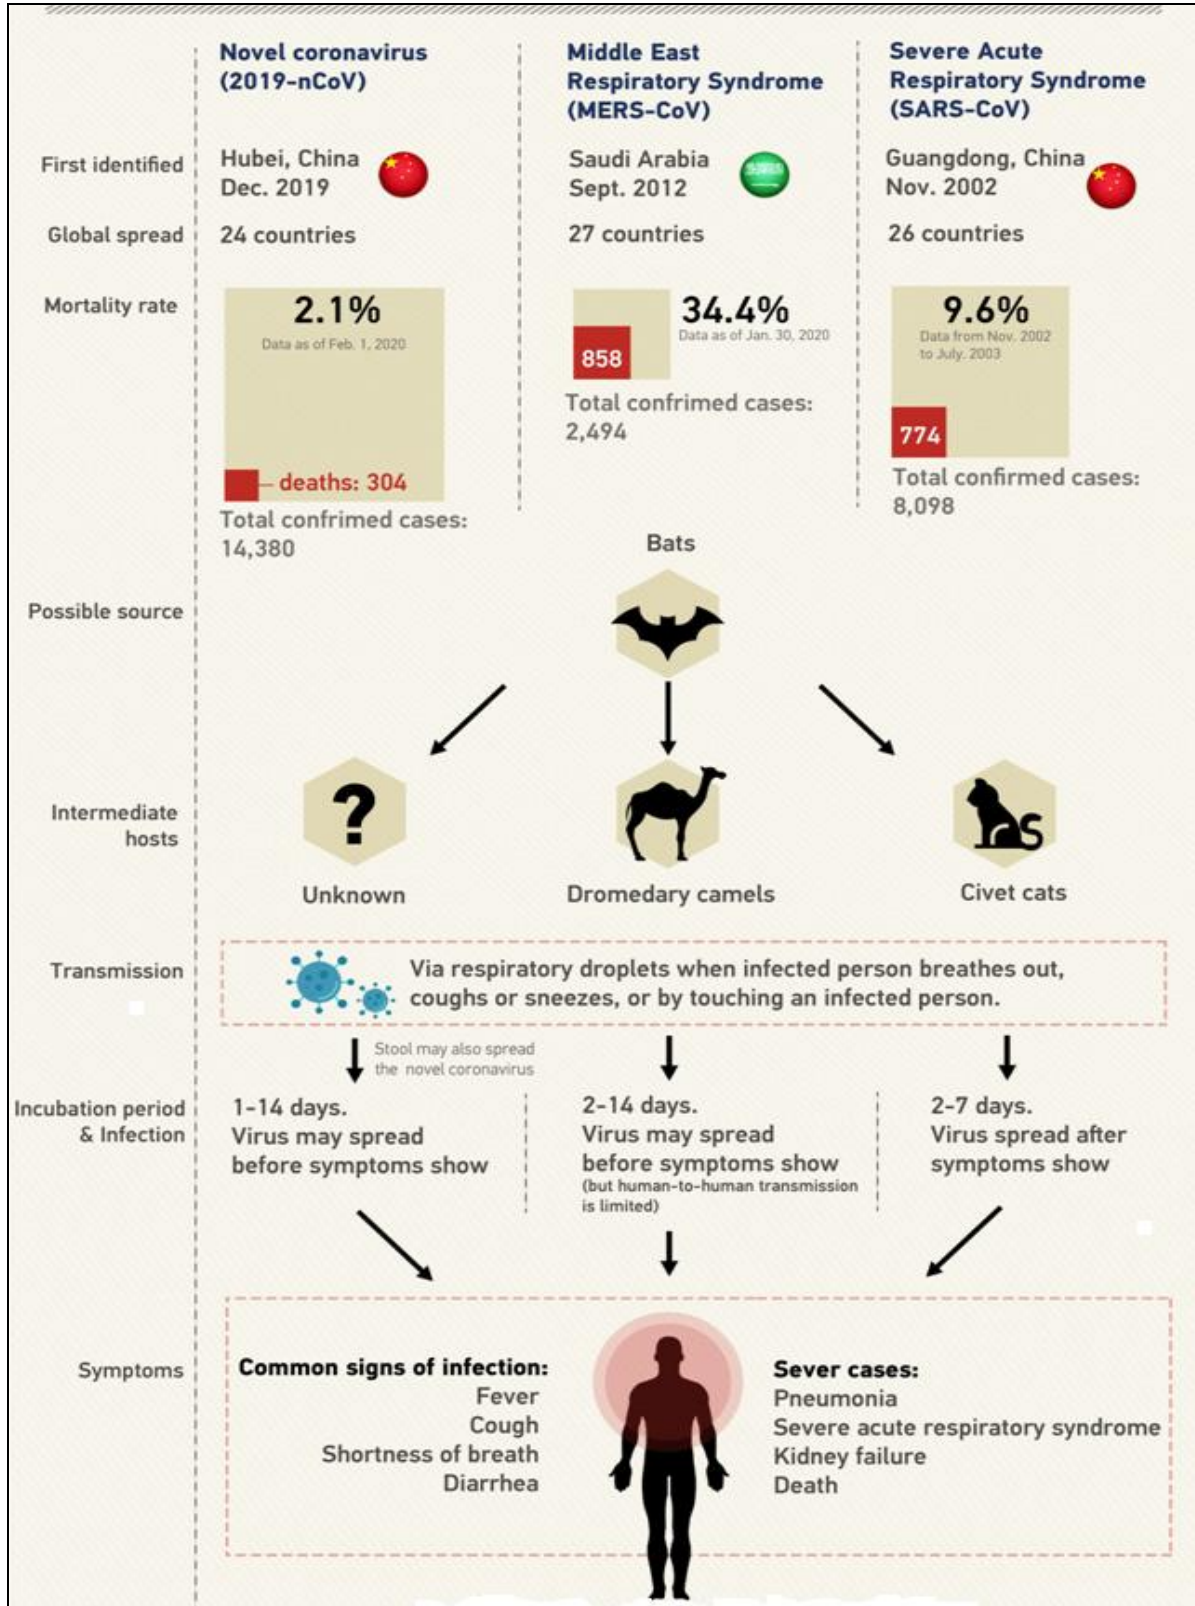 Novel coronavirus
(2019-nCoV)
Middle East
Respiratory Syndrome
(MERS-CoV)
Severe Acute
Respiratory Syndrome
(SARS-CoV)
First identified
Hubei, China
Dec. 2019
Saudi Arabia
Sept. 2012
Guangdong, China
Nov. 2002
Global spread
24 countries
27 countries
26 countries
Mortality rate
2.1%
Data as of Feb. 1, 2020
deaths: 304
Total confrimed cases:
14,380
34.4%
Data as of Jan. 30, 2020
858
Total confrimed cases:
2,494
9.6%
Data from Nov. 2002
to July. 2003
774
Total confirmed cases:
8,098
Possible source
Bats
Intermediate
hosts
?
Unknown
Dromedary camels
Civet cats
Transmission
Via respiratory droplets when infected person breathes out,
coughs or sneezes, or by touching an infected person.
Stool may also spread
the novel coronavirus
Incubation period
& Infection
1-14 days.
Virus may spread
before symptoms show
2-14 days.
Virus may spread
before symptoms show
(but human-to-human transmission
is limited)
2-7 days.
Virus spread after
symptoms show
Symptoms
Common signs of infection:
Fever
Cough
Shortness of breath
Diarrhea
Sever cases:
Pneumonia
Severe acute respiratory syndrome
Kidney failure
Death